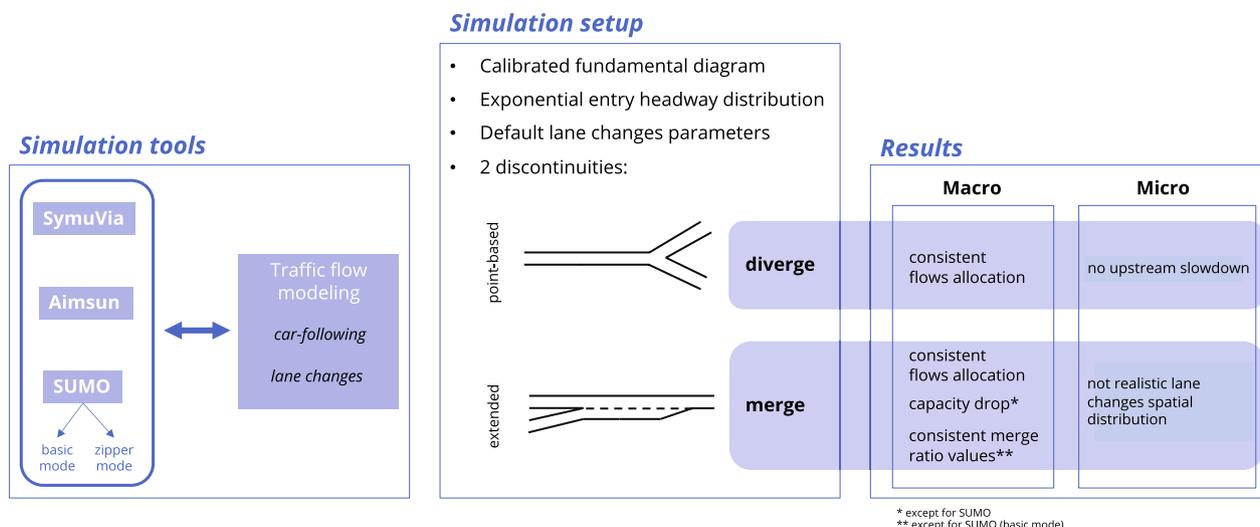 Simulation tools
SymuVia
Aimsun
SUMO
basic
mode
zipper
mode
Traffic flow
modeling
car-following
lane changes
Simulation setup
• Calibrated fundamental diagram
• Exponential entry headway distribution
• Default lane changes parameters
• 2 discontinuities:
point-based
diverge
extended
merge
Results
Macro
Micro
consistent
flows allocation
no upstream slowdown
consistent
flows allocation
capacity drop*
consistent merge
ratio values**
not realistic lane
changes spatial
distribution
* except for SUMO
** except for SUMO (basic mode)